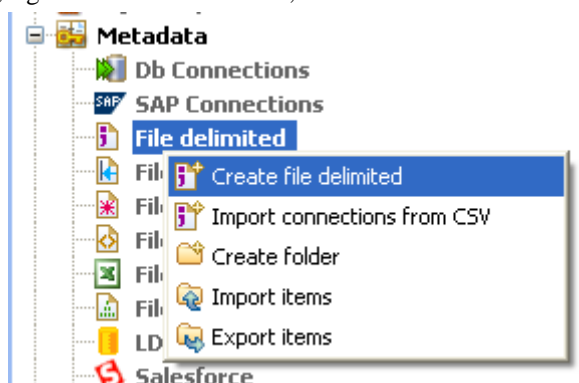 Metadata
Db Connections
SAP SAP Connections
File delimited
Create file delimited
Import connections from CSV
Create folder
Import items
Export items
Salesforce